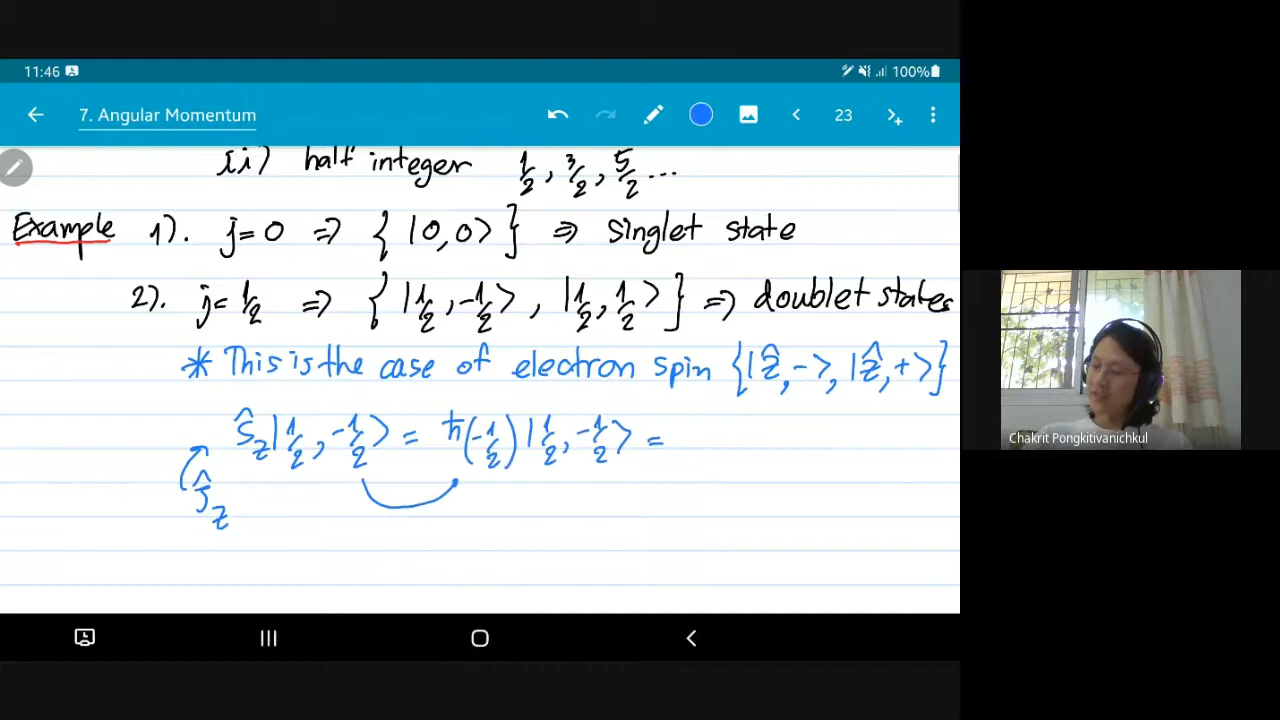 11:46 100%
7. Angular Momentum 23
(ii) half integer 1/2, 3/2, 5/2 ...
Example 1). j=0 => { |0,0> } => singlet state
2). j=1/2 => { |1/2,-1/2>, |1/2,1/2> } => doublet states
* This is the case of electron spin {|ẑ,->, |ẑ,+>}
Ŝz|1/2,-1/2> = ħ(-1/2)|1/2,-1/2> =
Ĵz
Chakrit Pongkitivanichkul